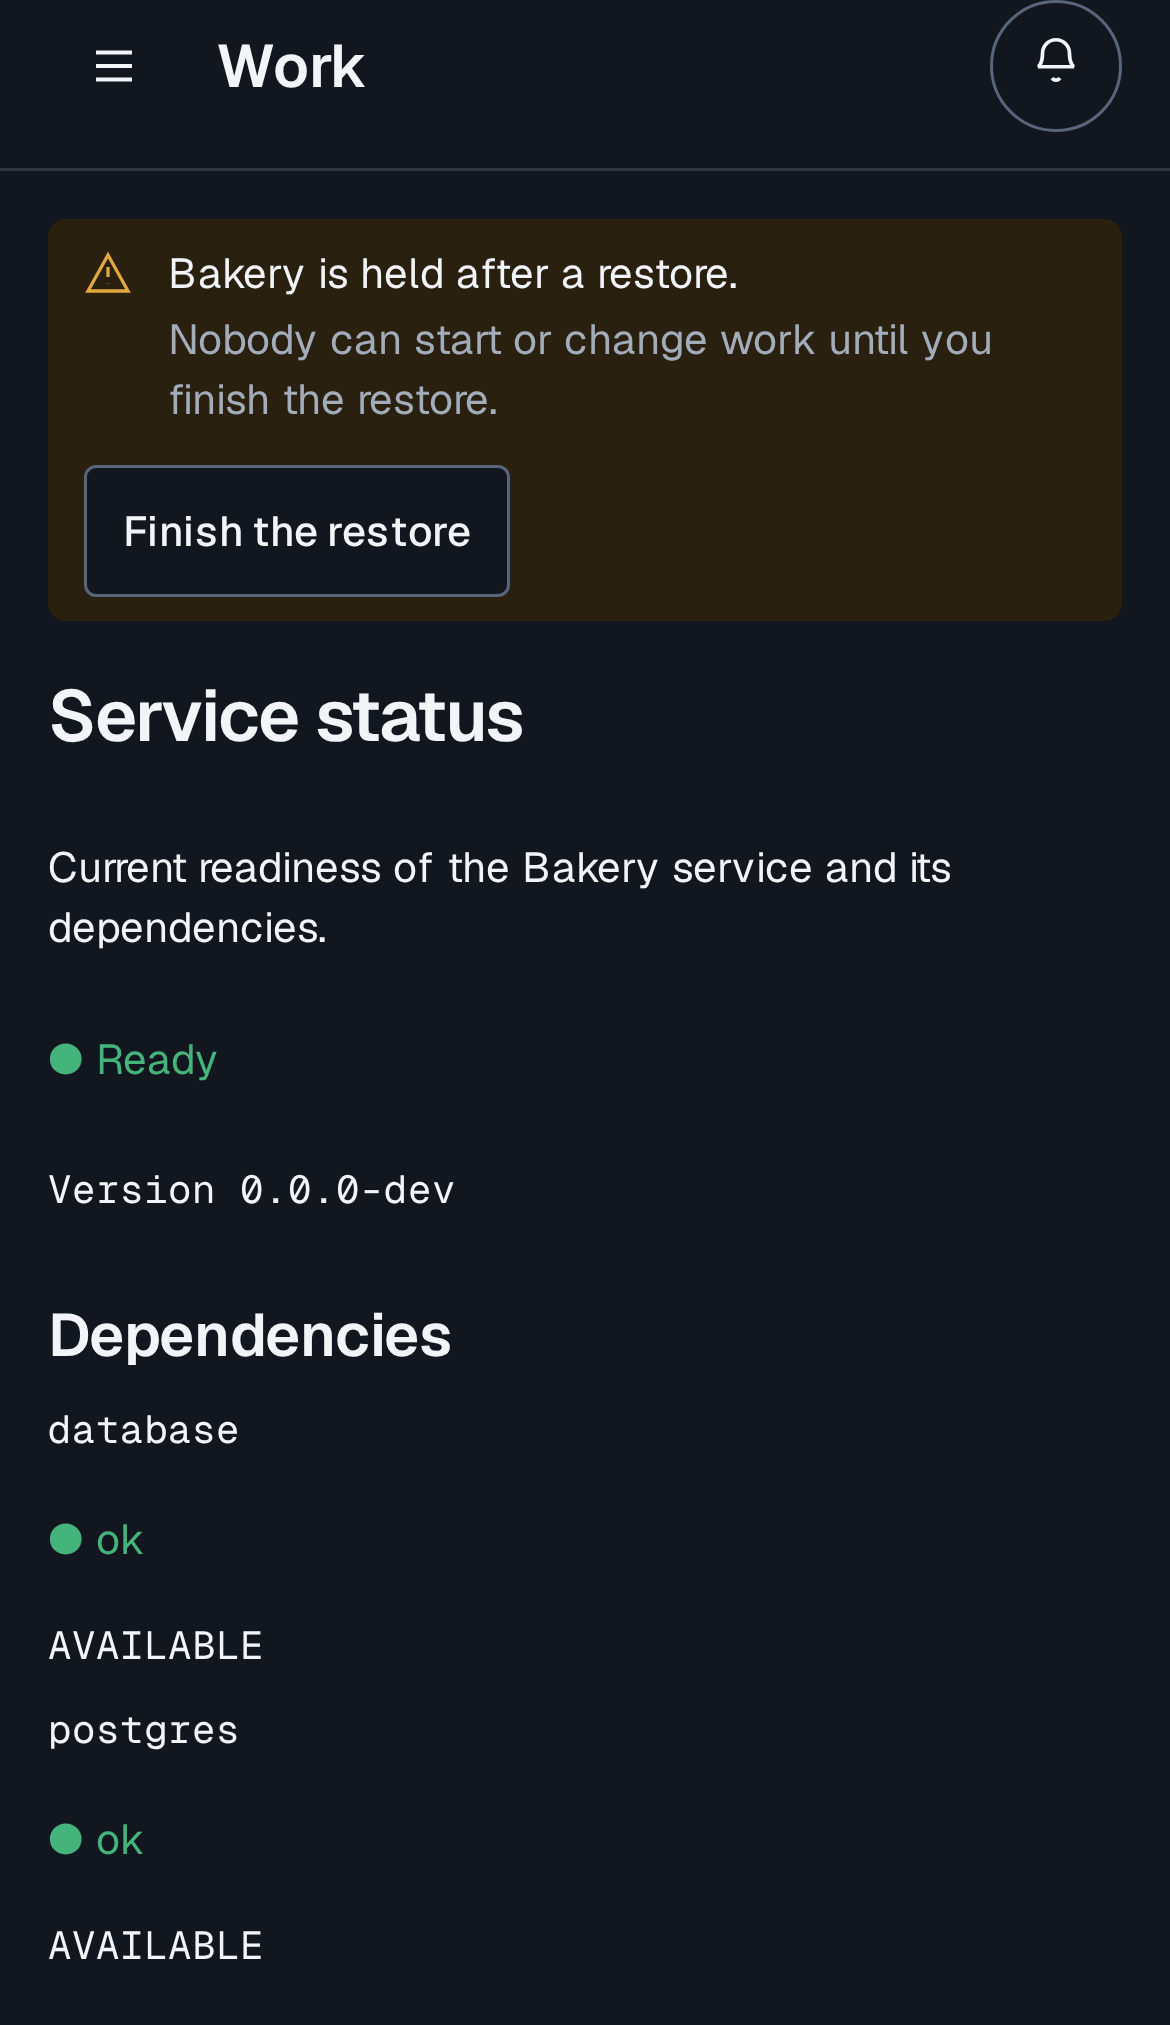 Work
Bakery is held after a restore.
Nobody can start or change work until you
finish the restore.
Finish the restore
Service status
Current readiness of the Bakery service and its
dependencies.
Ready
Version 0.0.0-dev
Dependencies
database
ok
AVAILABLE
postgres
ok
AVAILABLE